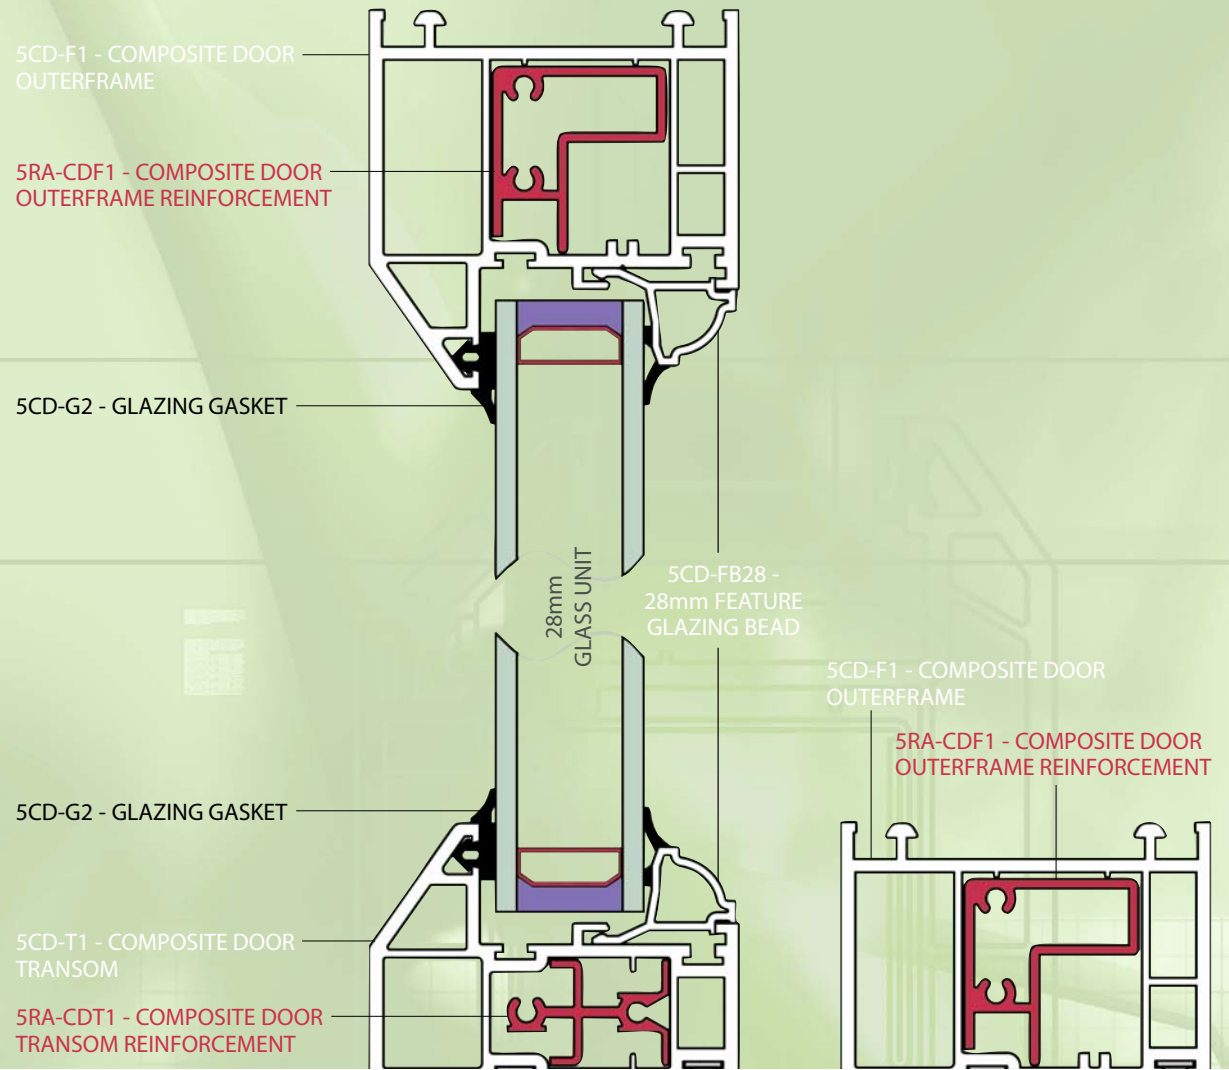 5CD-F1 - COMPOSITE DOOR
OUTERFRAME
5RA-CDF1 - COMPOSITE DOOR
OUTERFRAME REINFORCEMENT
5CD-G2 - GLAZING GASKET
28mm
GLASS UNIT
5CD-FB28 -
28mm FEATURE
GLAZING BEAD
5CD-F1 - COMPOSITE DOOR
OUTERFRAME
5RA-CDF1 - COMPOSITE DOOR
OUTERFRAME REINFORCEMENT
5CD-G2 - GLAZING GASKET
5CD-T1 - COMPOSITE DOOR
TRANSOM
5RA-CDT1 - COMPOSITE DOOR
TRANSOM REINFORCEMENT